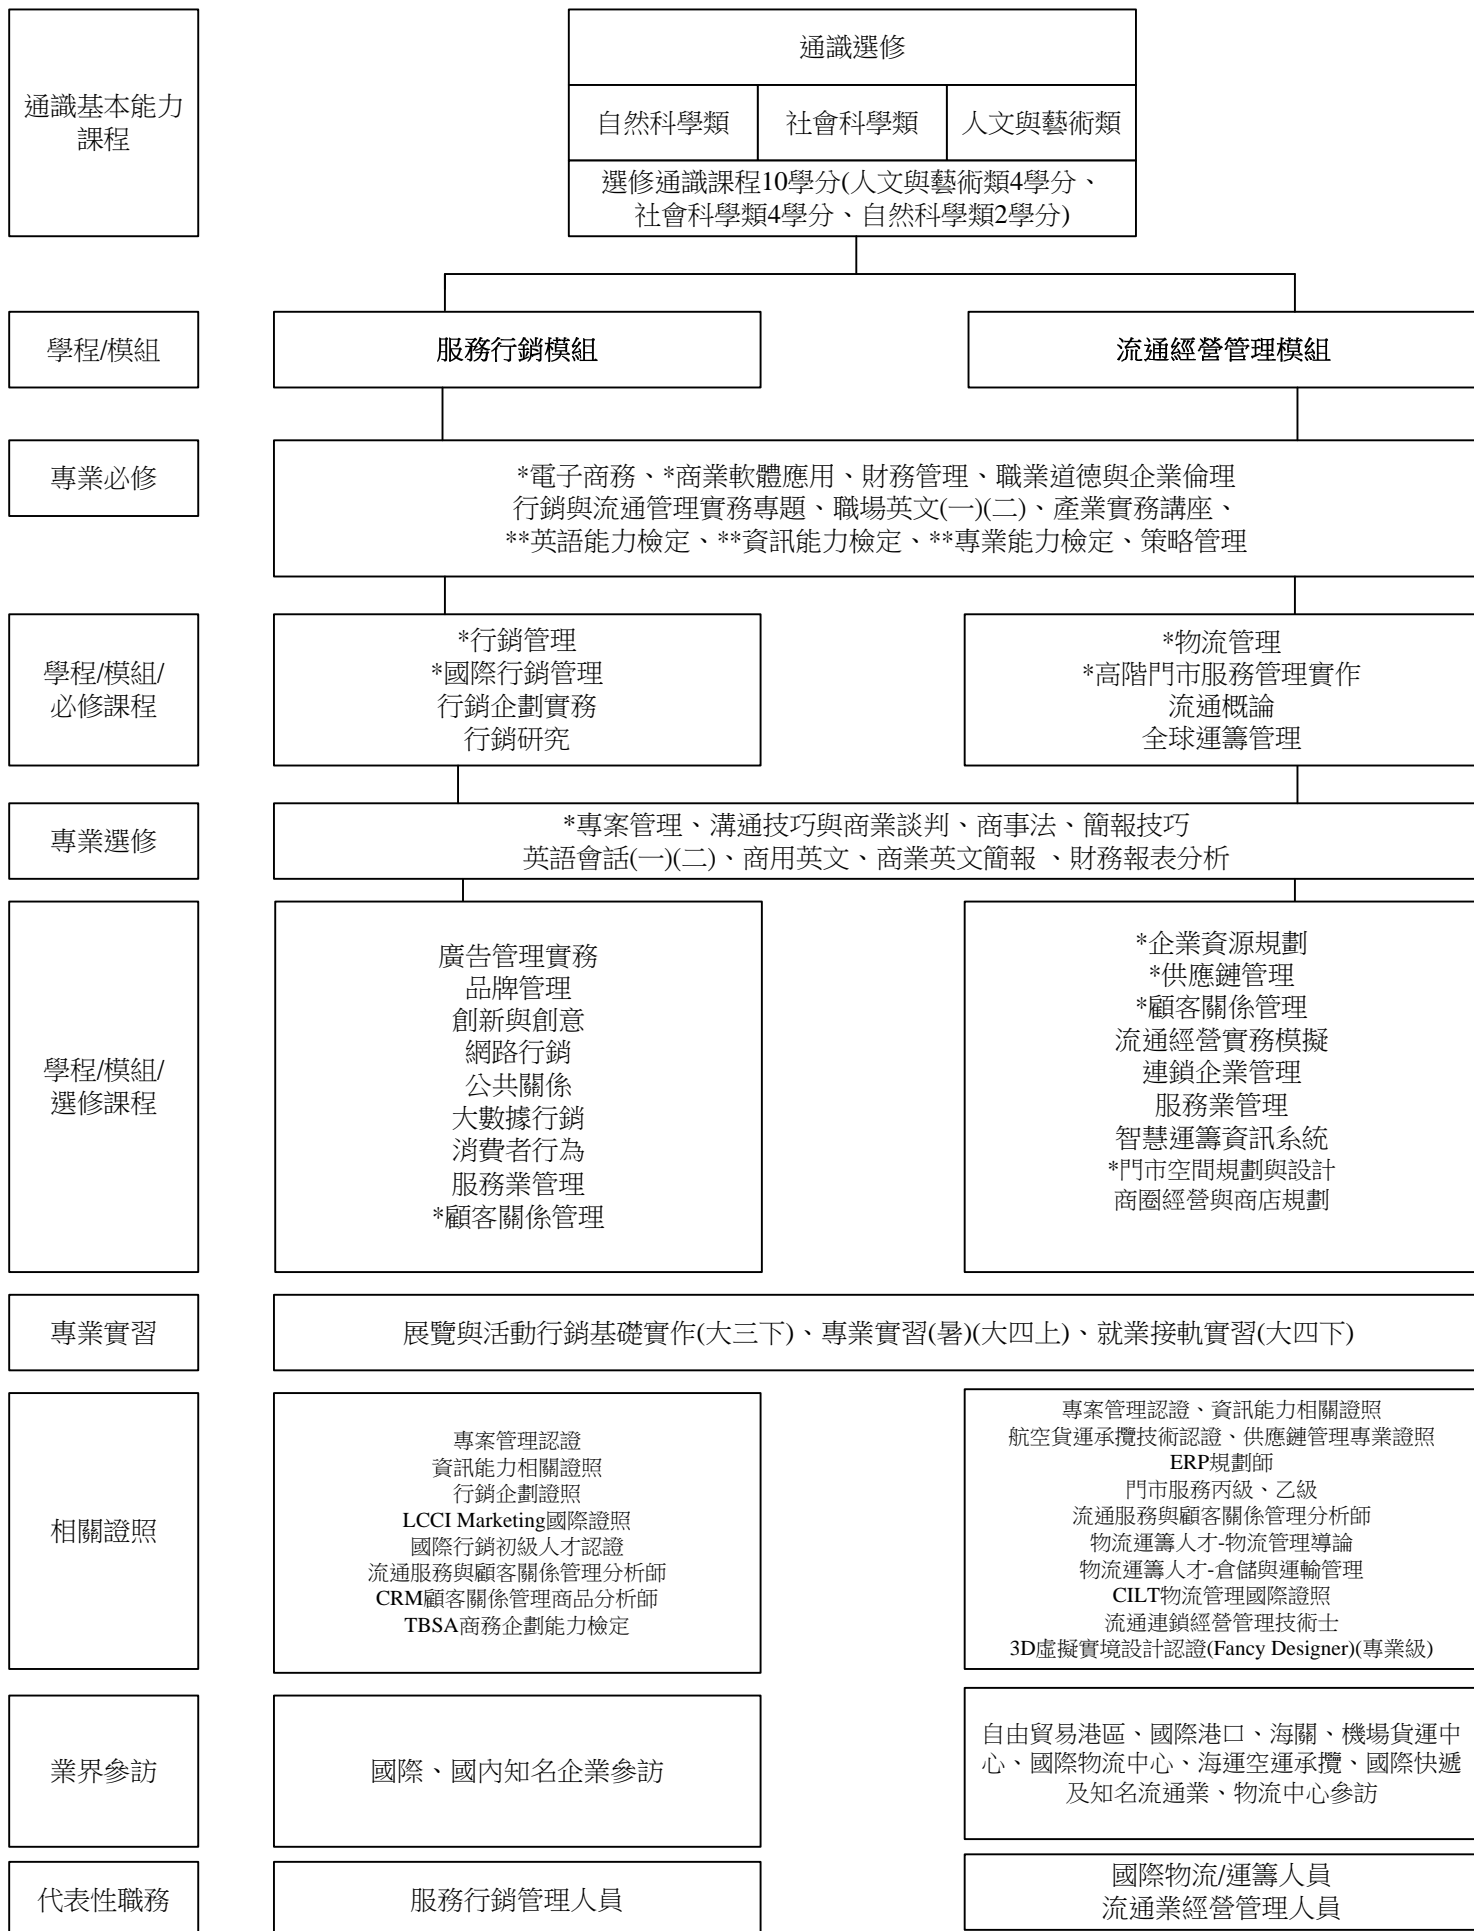 通識基本能力
課程
通識選修
自然科學類
社會科學類
人文與藝術類
選修通識課程10學分(人文與藝術類4學分、
社會科學類4學分、自然科學類2學分)
學程/模組
服務行銷模組
流通經營管理模組
專業必修
*電子商務、*商業軟體應用、財務管理、職業道德與企業倫理
行銷與流通管理實務專題、職場英文(一)(二)、產業實務講座、
**英語能力檢定、**資訊能力檢定、**專業能力檢定、策略管理
學程/模組/
必修課程
*行銷管理
*國際行銷管理
行銷企劃實務
行銷研究
*物流管理
*高階門市服務管理實作
流通概論
全球運籌管理
專業選修
*專案管理、溝通技巧與商業談判、商事法、簡報技巧
英語會話(一)(二)、商用英文、商業英文簡報 、財務報表分析
學程/模組/
選修課程
廣告管理實務
品牌管理
創新與創意
網路行銷
公共關係
大數據行銷
消費者行為
服務業管理
*顧客關係管理
*企業資源規劃
*供應鏈管理
*顧客關係管理
流通經營實務模擬
連鎖企業管理
服務業管理
智慧運籌資訊系統
*門市空間規劃與設計
商圈經營與商店規劃
專業實習
展覽與活動行銷基礎實作(大三下)、專業實習(暑)(大四上)、就業接軌實習(大四下)
相關證照
專案管理認證
資訊能力相關證照
行銷企劃證照
LCCI Marketing國際證照
國際行銷初級人才認證
流通服務與顧客關係管理分析師
CRM顧客關係管理商品分析師
TBSA商務企劃能力檢定
專案管理認證、資訊能力相關證照
航空貨運承攬技術認證、供應鏈管理專業證照
ERP規劃師
門市服務丙級、乙級
流通服務與顧客關係管理分析師
物流運籌人才-物流管理導論
物流運籌人才-倉儲與運輸管理
CILT物流管理國際證照
流通連鎖經營管理技術士
3D虛擬實境設計認證(Fancy Designer)(專業級)
業界參訪
國際、國內知名企業參訪
自由貿易港區、國際港口、海關、機場貨運中
心、國際物流中心、海運空運承攬、國際快遞
及知名流通業、物流中心參訪
代表性職務
服務行銷管理人員
國際物流/運籌人員
流通業經營管理人員